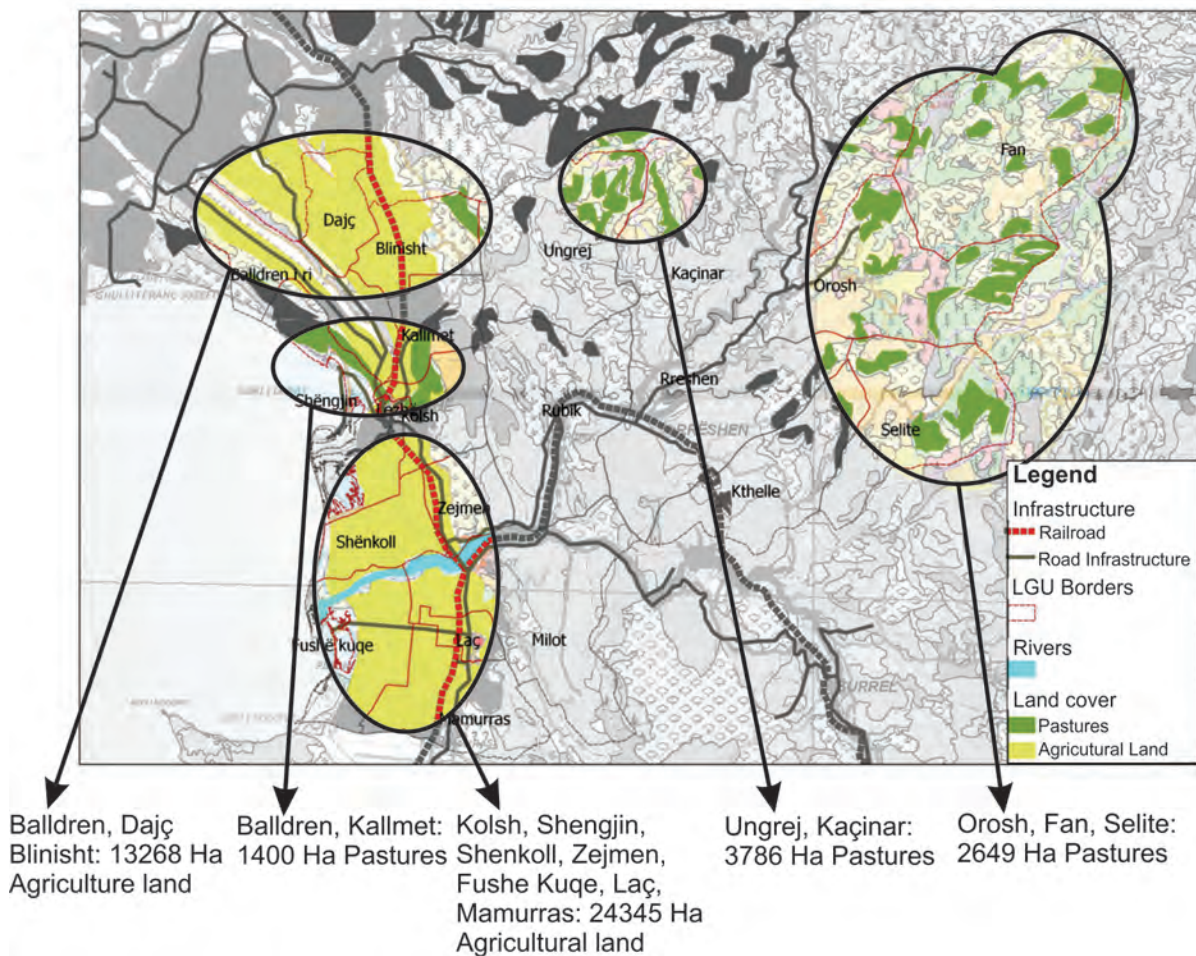 Fan
Dajç
Blinisht
Ungrej
Kaçinar
Balldren I ri
Orosh
Kallmet
Rreshen
Shëngjin
Kolsh
Rubik
RRËSHEN
Selite
Kthelle
Zejmen
Shënkoll
Fushë kuqe
Laç
Milot
BURREL
Mamurras
Legend
Infrastructure
Railroad
Road Infrastructure
LGU Borders
Rivers
Land cover
Pastures
Agricutural Land
Balldren, Dajç
Blinisht: 13268 Ha
Agriculture land
Balldren, Kallmet:
1400 Ha Pastures
Kolsh, Shengjin,
Shenkoll, Zejmen,
Fushe Kuqe, Laç,
Mamurras: 24345 Ha
Agricultural land
Ungrej, Kaçinar:
3786 Ha Pastures
Orosh, Fan, Selite:
2649 Ha Pastures